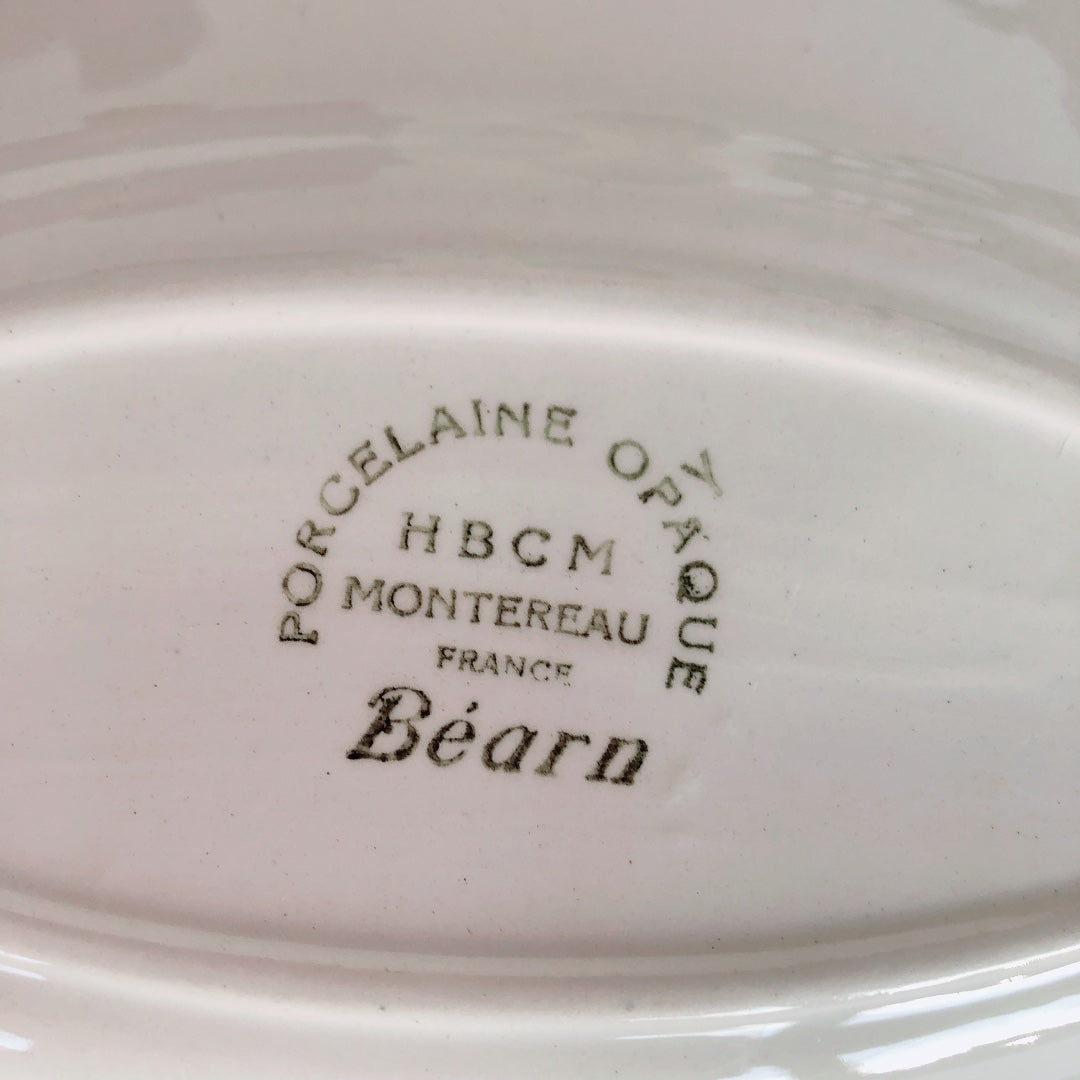 PORCELAINE OPAQUE
Y
HBCM
MONTEREAU
FRANCE
Béarn